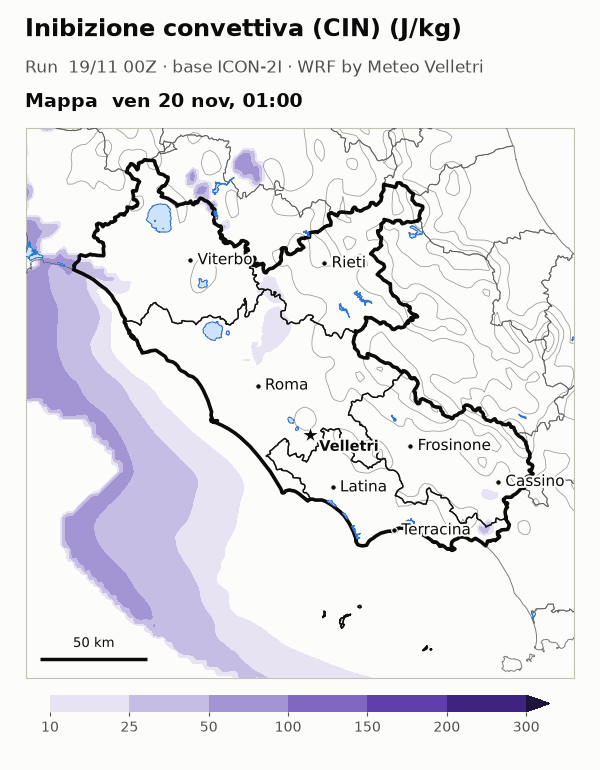 Inibizione convettiva (CIN) (J/kg)
Run  19/11 00Z · base ICON-2I · WRF by Meteo Velletri
Mappa  ven 20 nov, 01:00
Viterbo
Rieti
Roma
Velletri
Frosinone
Cassino
Latina
Terracina
50 km
10 25 50 100 150 200 300